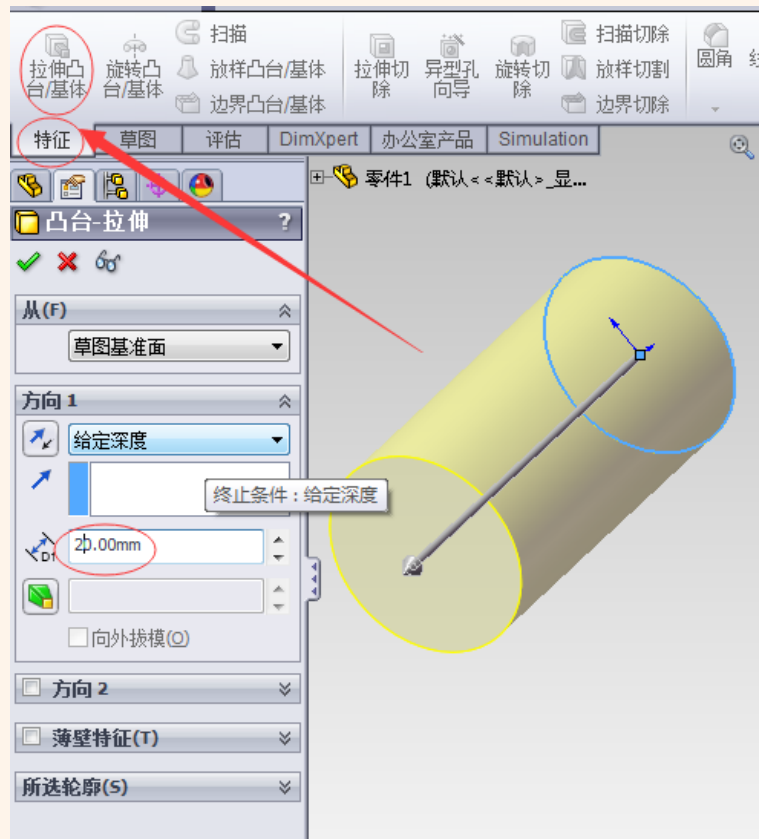 扫描
扫描切除
拉伸凸
台/基体
旋转凸
台/基体
放样凸台/基体
拉伸切
除
异型孔
向导
旋转切
除
放样切割
圆角
边界凸台/基体
边界切除
特征
草图
评估
DimXpert
办公室产品
Simulation
零件1 (默认<<默认>_显...
凸台-拉伸
?
从(F)
草图基准面
方向 1
给定深度
终止条件：给定深度
D1
20.00mm
向外拔模(O)
方向 2
薄壁特征(T)
所选轮廓(S)